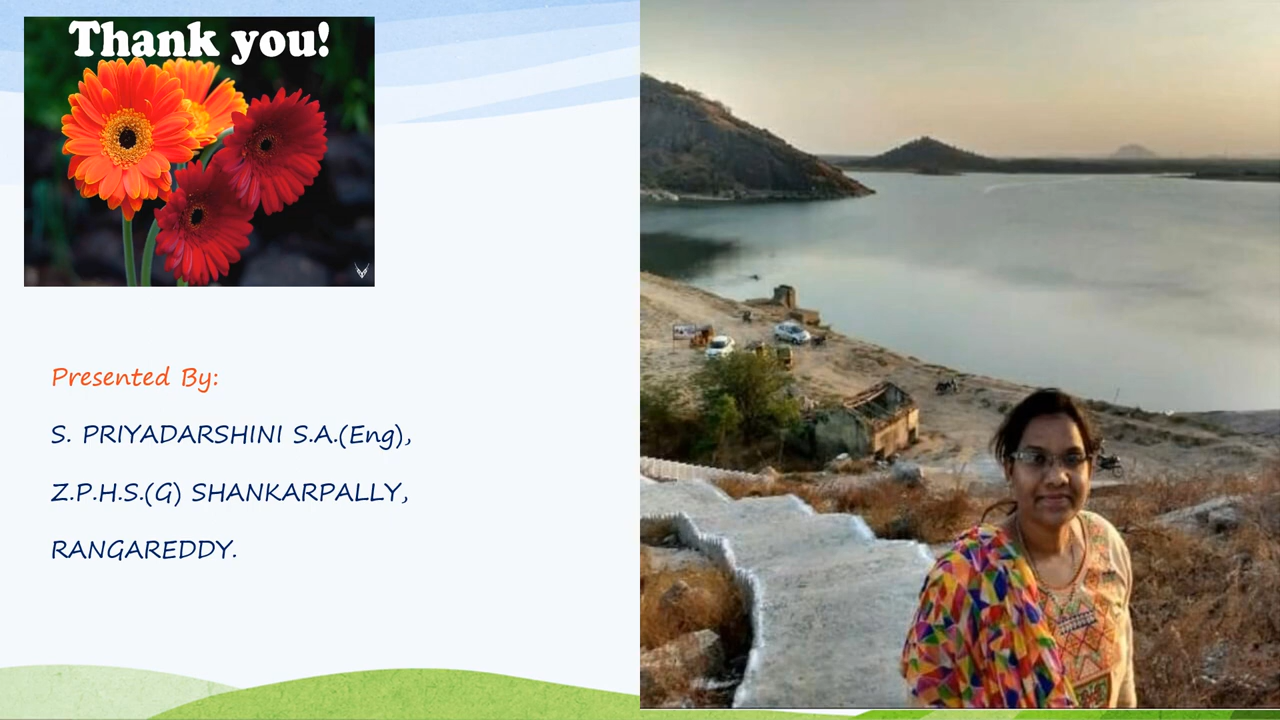 Thank you!
Presented By:
S. PRIYADARSHINI S.A.(Eng),
Z.P.H.S.(G) SHANKARPALLY,
RANGAREDDY.